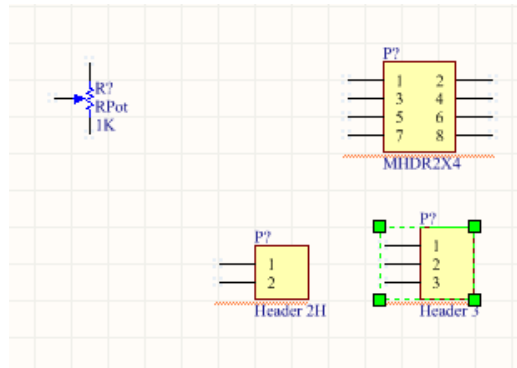 P?
1 2
3 4
5 6
7 8
MHDR2X4
R?
RPot
1K
P?
1
2
Header 2H
P?
1
2
3
Header 3